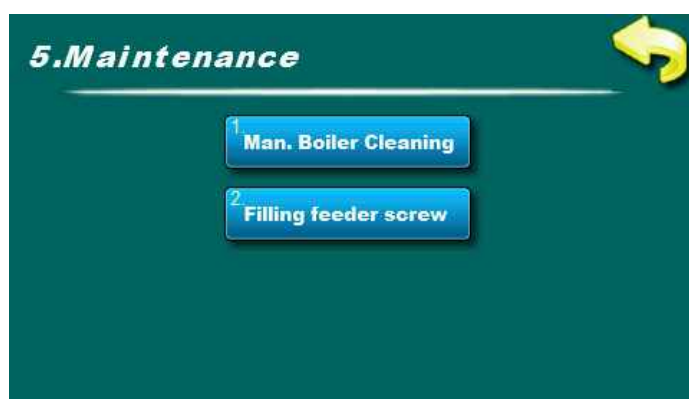 5.Maintenance
1.
Man. Boiler Cleaning
2.
Filling feeder screw